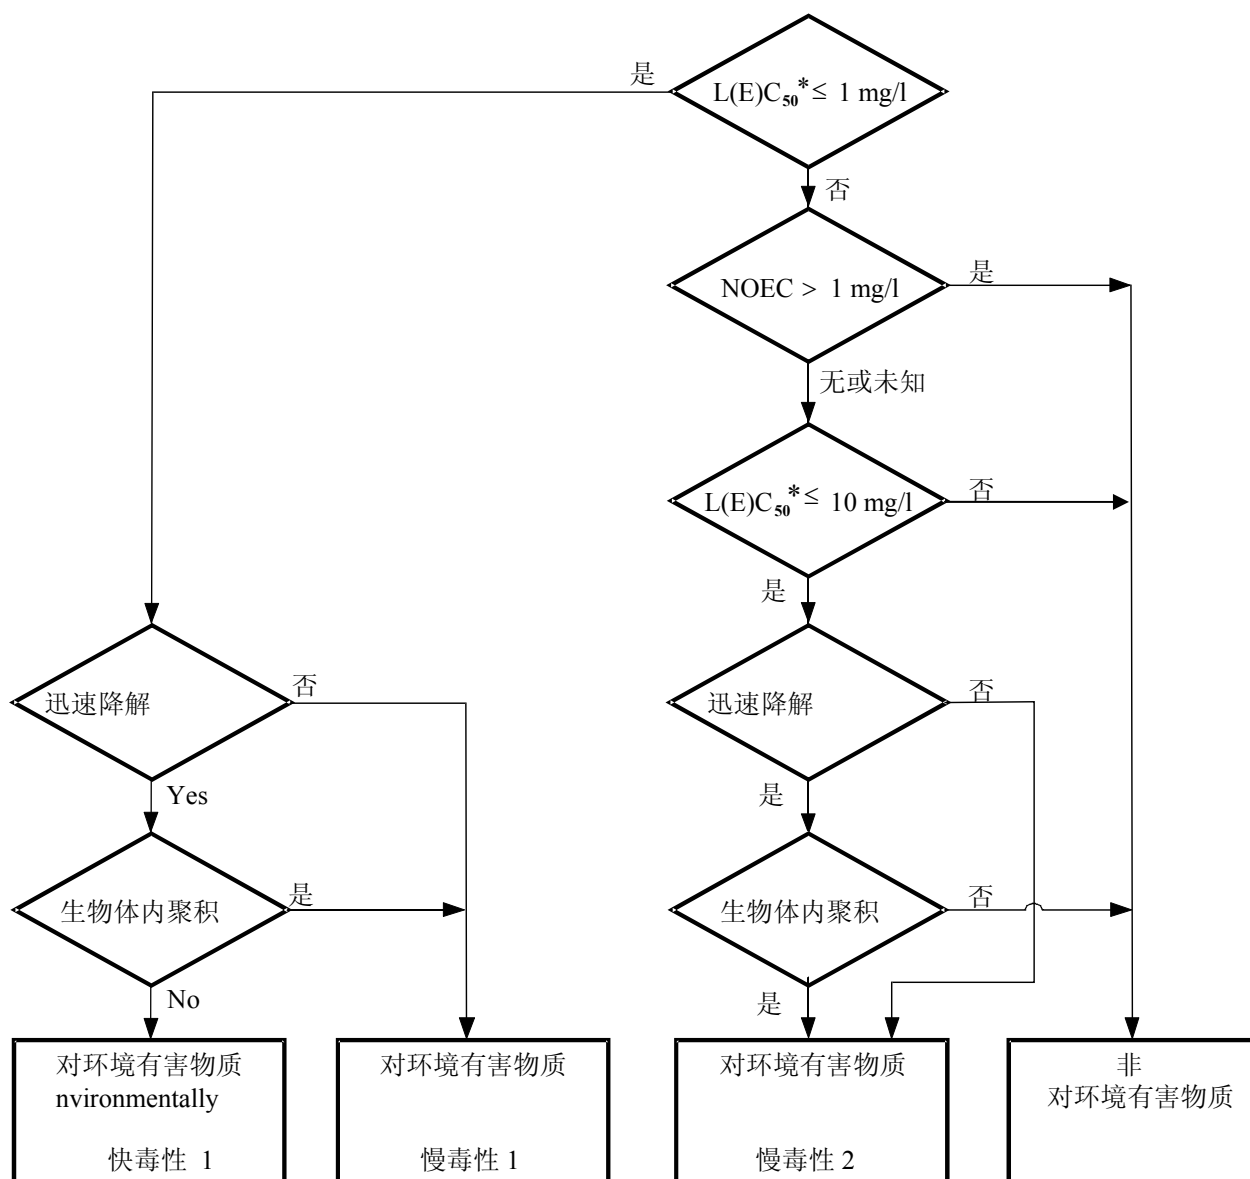 是
L(E)C50* ≤ 1 mg/l
否
NOEC > 1 mg/l
是
无或未知
L(E)C50* ≤ 10 mg/l
否
是
迅速降解
否
迅速降解
否
Yes
是
生物体内聚积
是
生物体内聚积
否
No
是
对环境有害物质
nvironmentally
快毒性 1
对环境有害物质
慢毒性 1
对环境有害物质
慢毒性 2
非
对环境有害物质